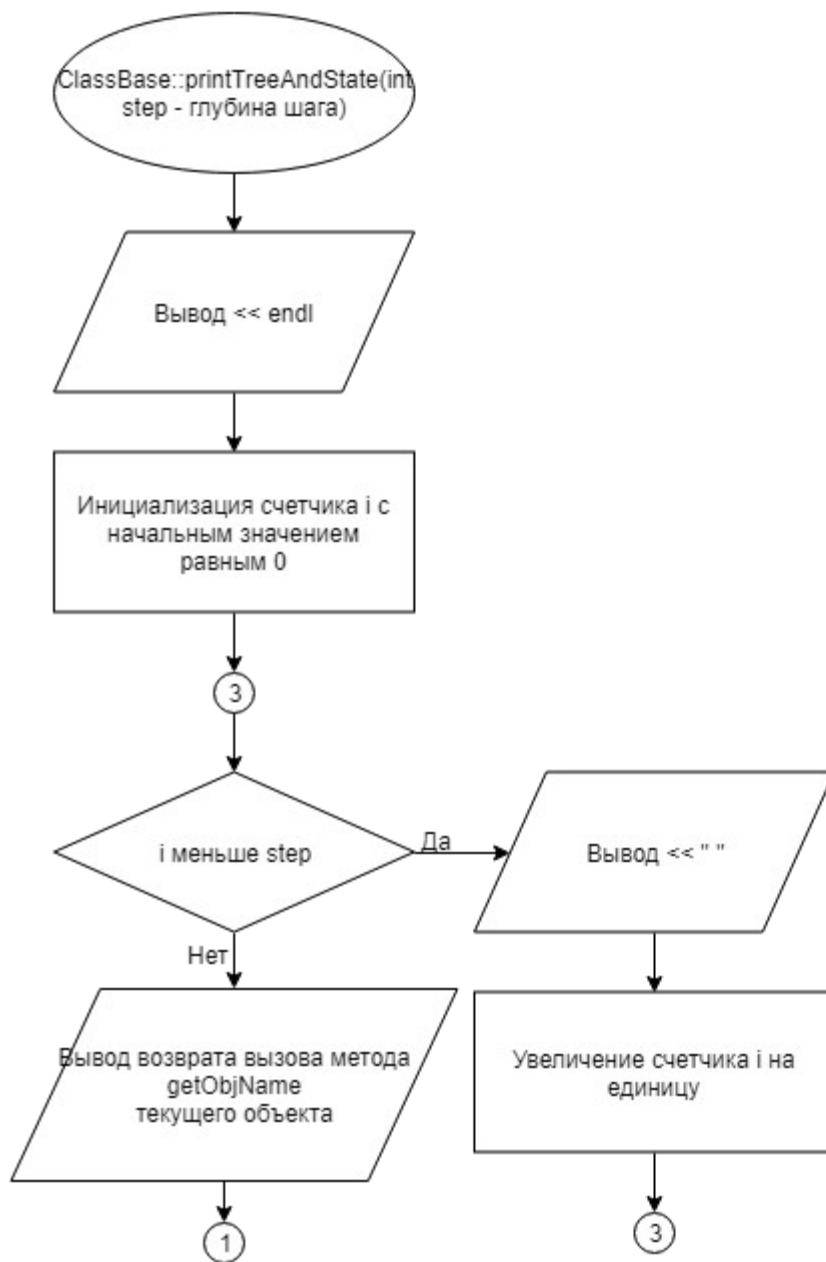 ClassBase::printTreeAndState(int
step - глубина шага)
Вывод << endl
Инициализация счетчика i с
начальным значением
равным 0
3
i меньше step
Да
Вывод << " "
Нет
Вывод возврата вызова метода
getObjName
текущего объекта
Увеличение счетчика i на
единицу
1
3